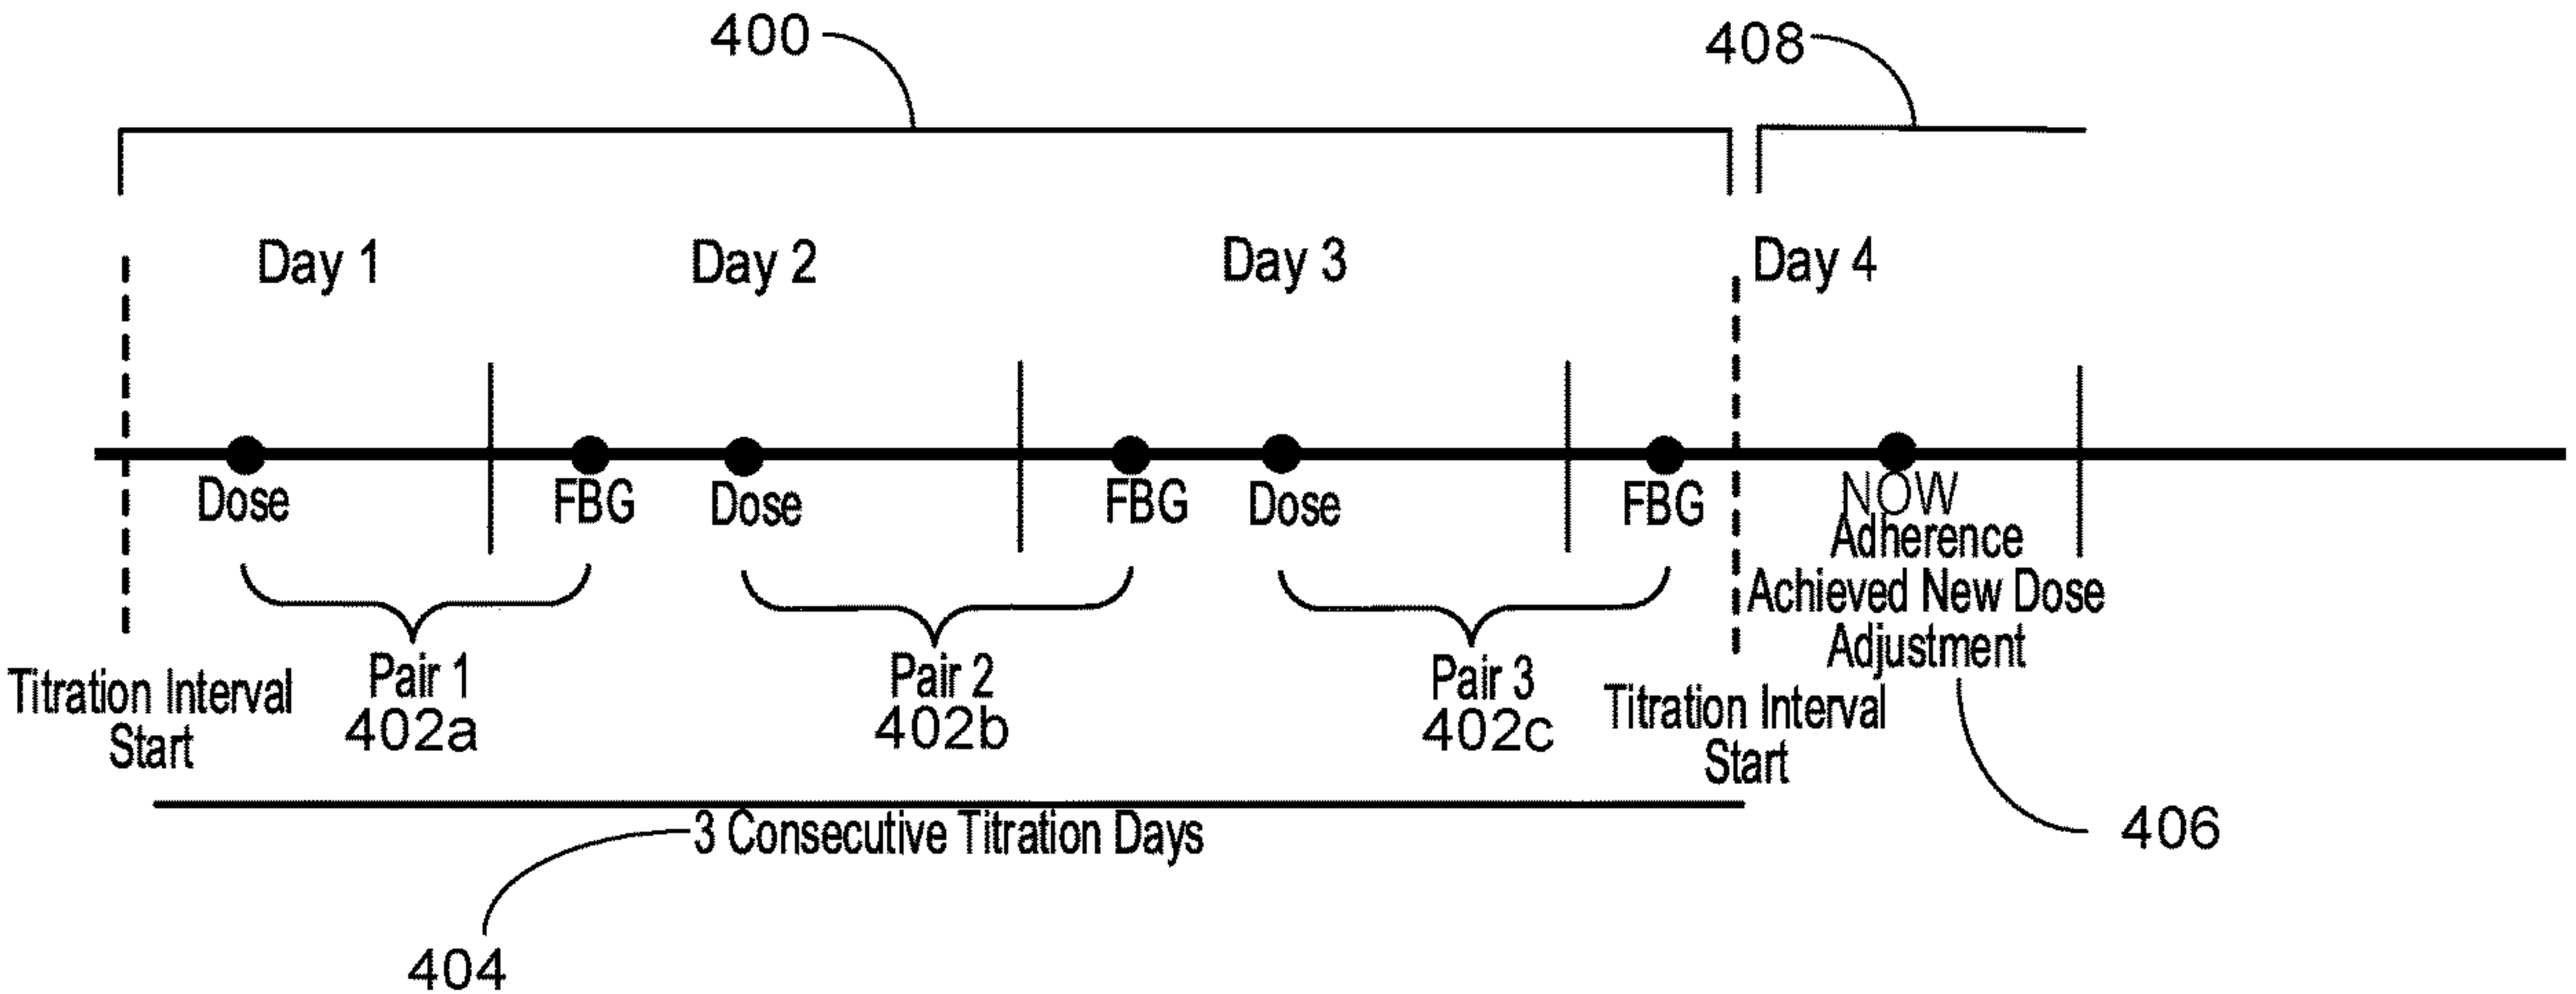 400
408
Day 1
Day 2
Day 3
Day 4
Dose
FBG
Dose
FBG
Dose
FBG
NOW
Adherence
Achieved New Dose
Adjustment
Pair 1
402a
Pair 2
402b
Pair 3
402c
Titration Interval
Start
Titration Interval
Start
3 Consecutive Titration Days
406
404